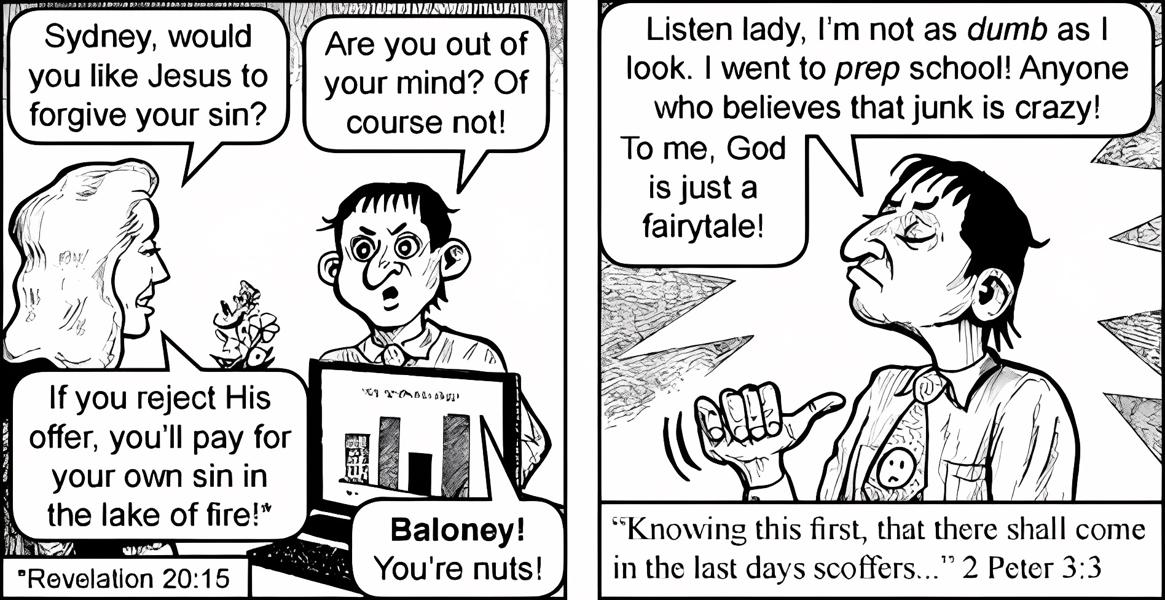 Sydney, would
you like Jesus to
forgive your sin?
Are you out of
your mind? Of
course not!
If you reject His
offer, you'll pay for
your own sin in
the lake of fire!*
Baloney!
You're nuts!
*Revelation 20:15
Listen lady, I'm not as dumb as I
look. I went to prep school! Anyone
who believes that junk is crazy!
To me, God
is just a
fairytale!
“Knowing this first, that there shall come
in the last days scoffers...” 2 Peter 3:3